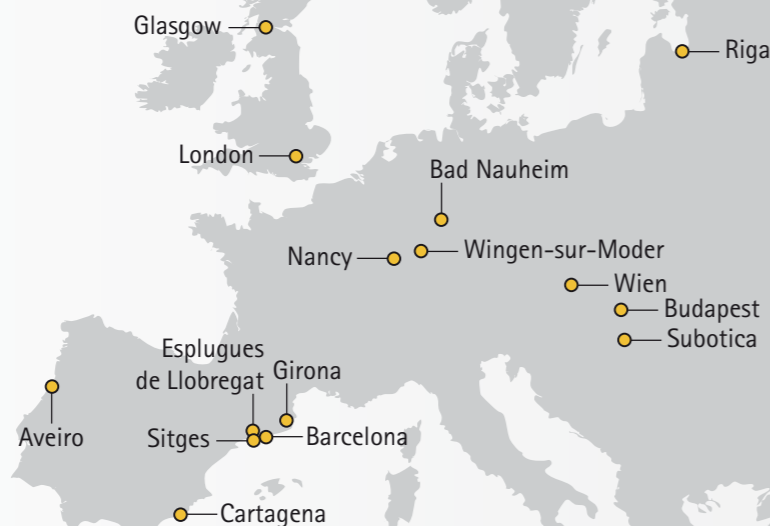 Glasgow
Riga
London
Bad Nauheim
Nancy
Wingen-sur-Moder
Wien
Budapest
Subotica
Esplugues
de Llobregat
Girona
Aveiro
Sitges
Barcelona
Cartagena